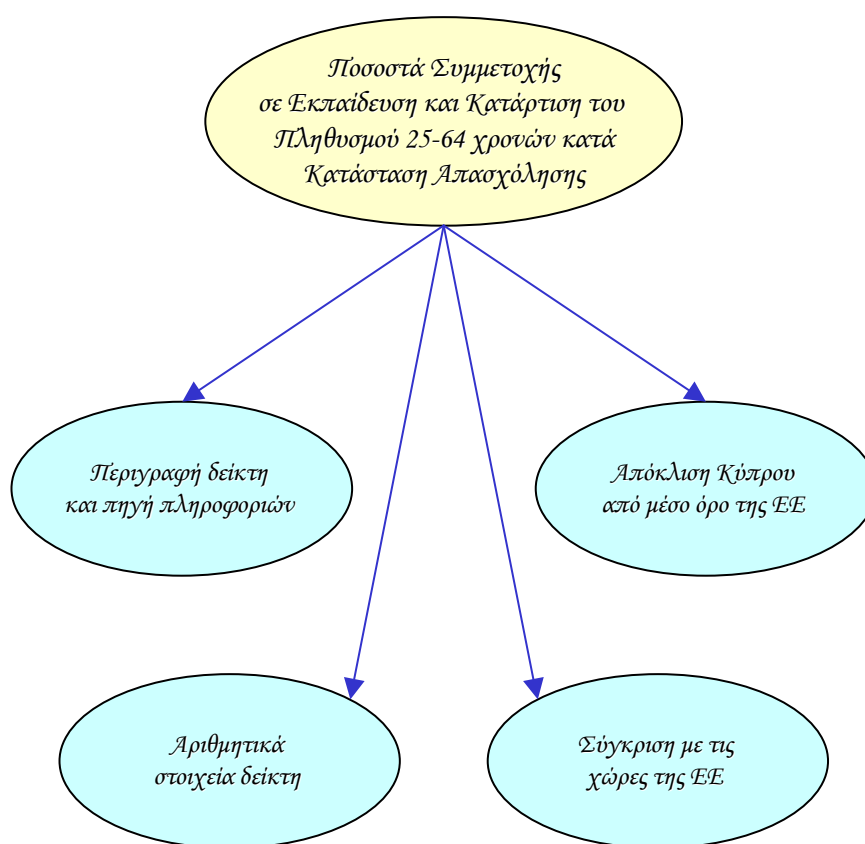 Ποσοστά Συμμετοχής
σε Εκπαίδευση και Κατάρτιση του
Πληθυσμού 25-64 χρονών κατά
Κατάσταση Απασχόλησης
Περιγραφή δείκτη
και πηγή πληροφοριών
Απόκλιση Κύπρου
από μέσο όρο της ΕΕ
Αριθμητικά
στοιχεία δείκτη
Σύγκριση με τις
χώρες της ΕΕ